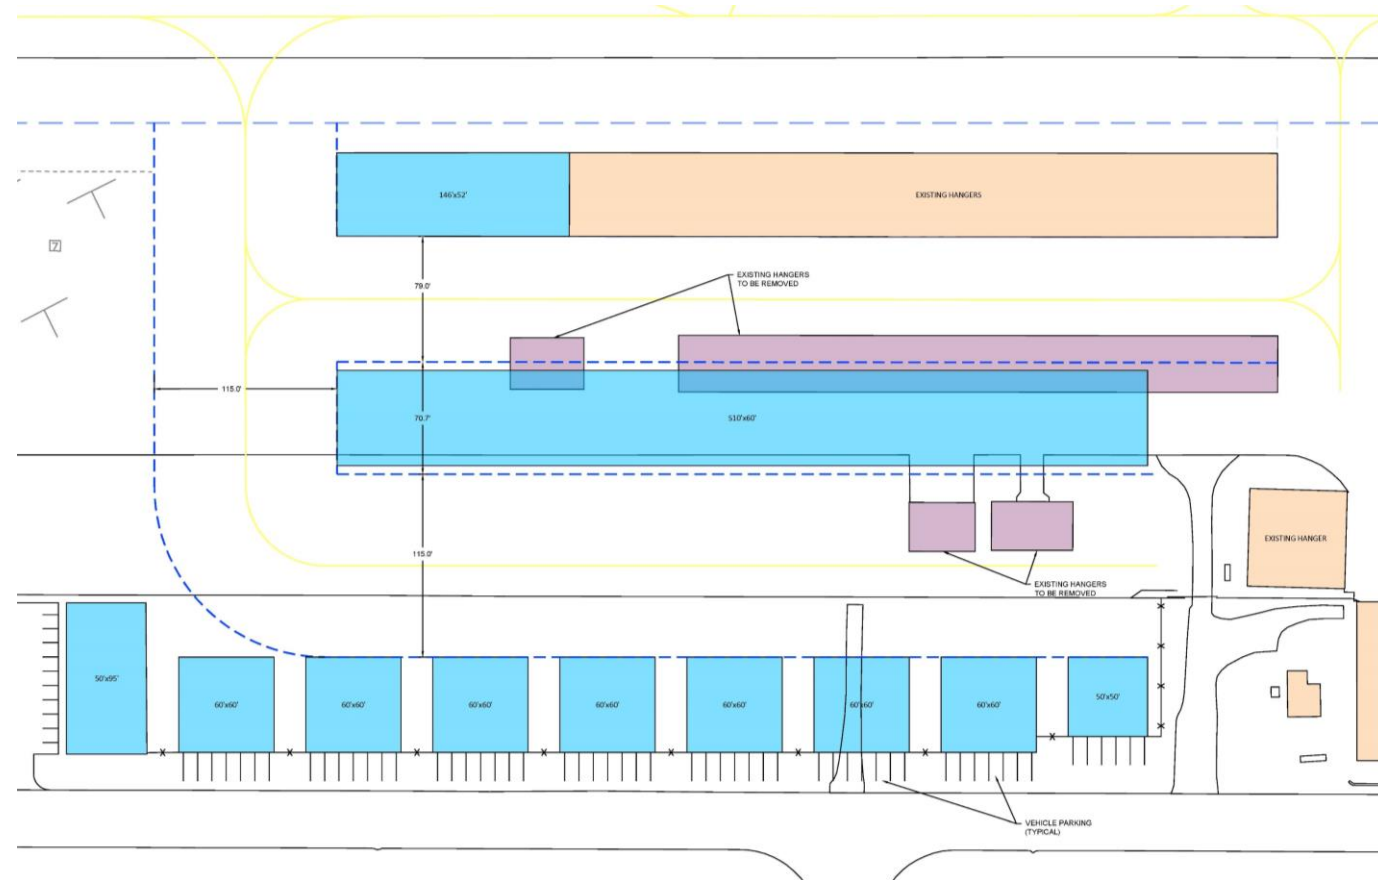 146'x52'
EXISTING HANGERS
7
79.0'
EXISTING HANGERS
TO BE REMOVED
115.0'
70.7'
510'x60'
115.0'
EXISTING HANGER
EXISTING HANGERS
TO BE REMOVED
50'x95'
60'x60'
60'x60'
60'x60'
60'x60'
60'x60'
60'x60'
60'x60'
50'x50'
VEHICLE PARKING
(TYPICAL)